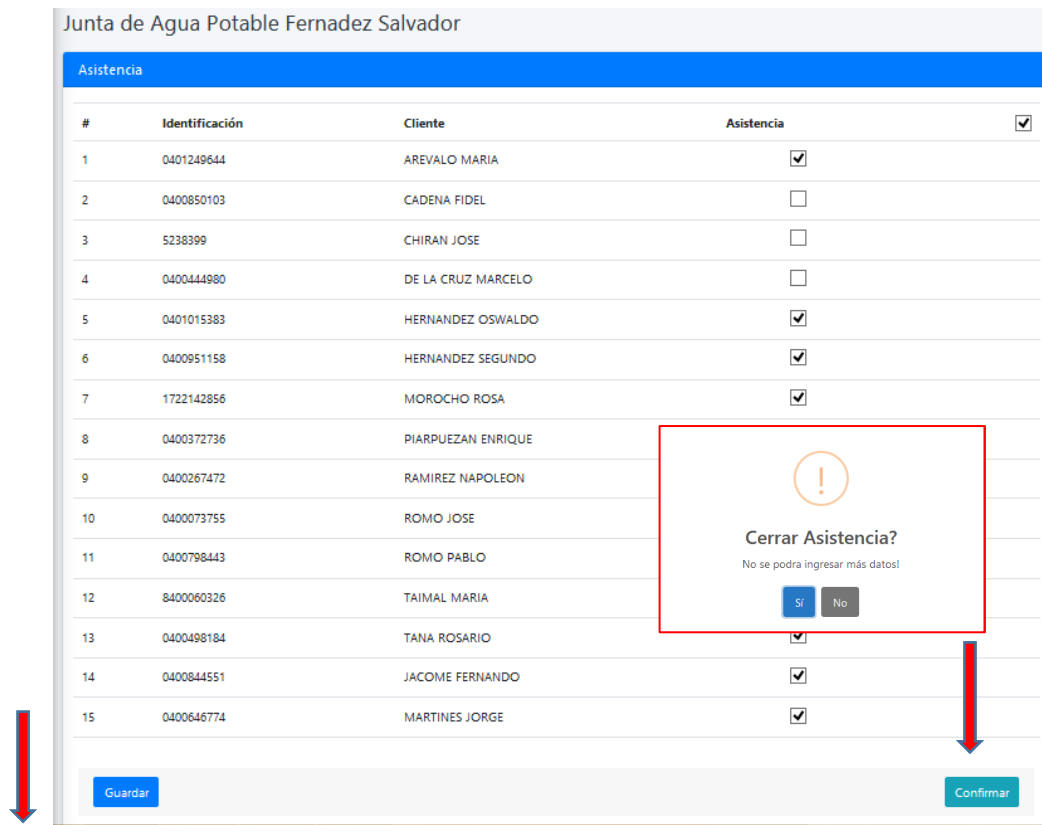 Junta de Agua Potable Fernadez Salvador
Asistencia
# Identificación Cliente Asistencia
1 0401249644 AREVALO MARIA
2 0400850103 CADENA FIDEL
3 5238399 CHIRAN JOSE
4 0400444980 DE LA CRUZ MARCELO
5 0401015383 HERNANDEZ OSWALDO
6 0400951158 HERNANDEZ SEGUNDO
7 1722142856 MOROCHO ROSA
8 0400372736 PIARPUEZAN ENRIQUE
9 0400267472 RAMIREZ NAPOLEON
10 0400073755 ROMO JOSE
11 0400798443 ROMO PABLO
12 8400060326 TAIMAL MARIA
13 0400498184 TANA ROSARIO
14 0400844551 JACOME FERNANDO
15 0400646774 MARTINES JORGE
!
Cerrar Asistencia?
No se podra ingresar más datos!
Sí No
Guardar Confirmar